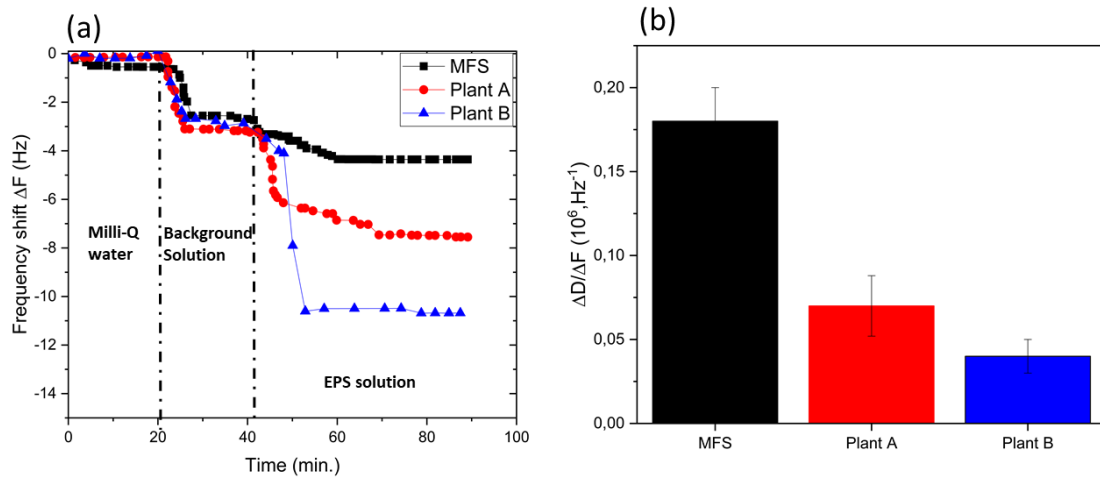 (a)
Frequency shift ΔF (Hz)
0
-2
-4
-6
-8
-10
-12
-14
MFS
Plant A
Plant B
Milli-Q
water
Background
Solution
EPS solution
0
20
40
60
80
100
Time (min.)
(b)
ΔD/ΔF (10⁶,Hz⁻¹)
0,20
0,15
0,10
0,05
0,00
MFS
Plant A
Plant B